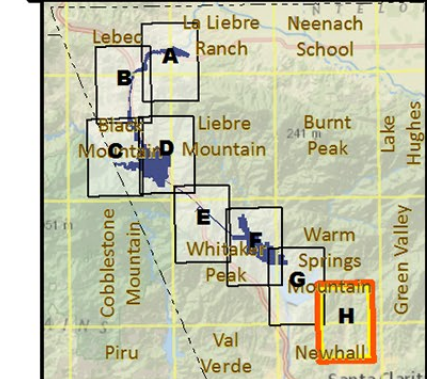 La Liebre
Ranch
Neenach
School
Lebec
A
B
Black
Mountain
C
D
Liebre
Mountain
241 m
Burnt
Peak
Lake
Hughes
E
F
Whitaker
Peak
Cobblestone
Mountain
Warm
Springs
Mountain
G
H
Green Valley
Piru
Val
Verde
Newhall